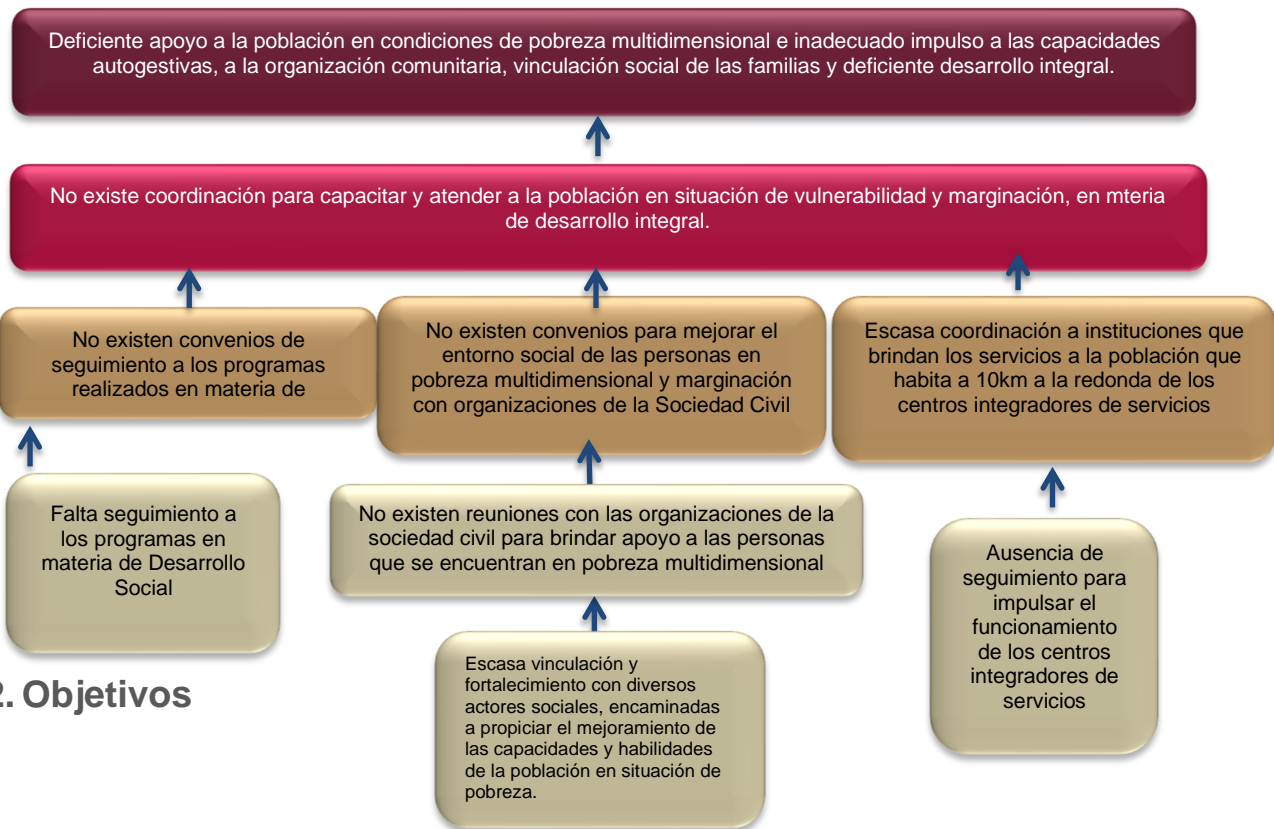 Deficiente apoyo a la población en condiciones de pobreza multidimensional e inadecuado impulso a las capacidades
autogestivas, a la organización comunitaria, vinculación social de las familias y deficiente desarrollo integral.
No existe coordinación para capacitar y atender a la población en situación de vulnerabilidad y marginación, en mteria
de desarrollo integral.
No existen convenios de
seguimiento a los programas
realizados en materia de
No existen convenios para mejorar el
entorno social de las personas en
pobreza multidimensional y marginación
con organizaciones de la Sociedad Civil
Escasa coordinación a instituciones que
brindan los servicios a la población que
habita a 10km a la redonda de los
centros integradores de servicios
Falta seguimiento a
los programas en
materia de Desarrollo
Social
No existen reuniones con las organizaciones de la
sociedad civil para brindar apoyo a las personas
que se encuentran en pobreza multidimensional
Ausencia de
seguimiento para
impulsar el
funcionamiento
de los centros
integradores de
servicios
Escasa vinculación y
fortalecimiento con diversos
actores sociales, encaminadas
a propiciar el mejoramiento de
las capacidades y habilidades
de la población en situación de
pobreza.
2. Objetivos